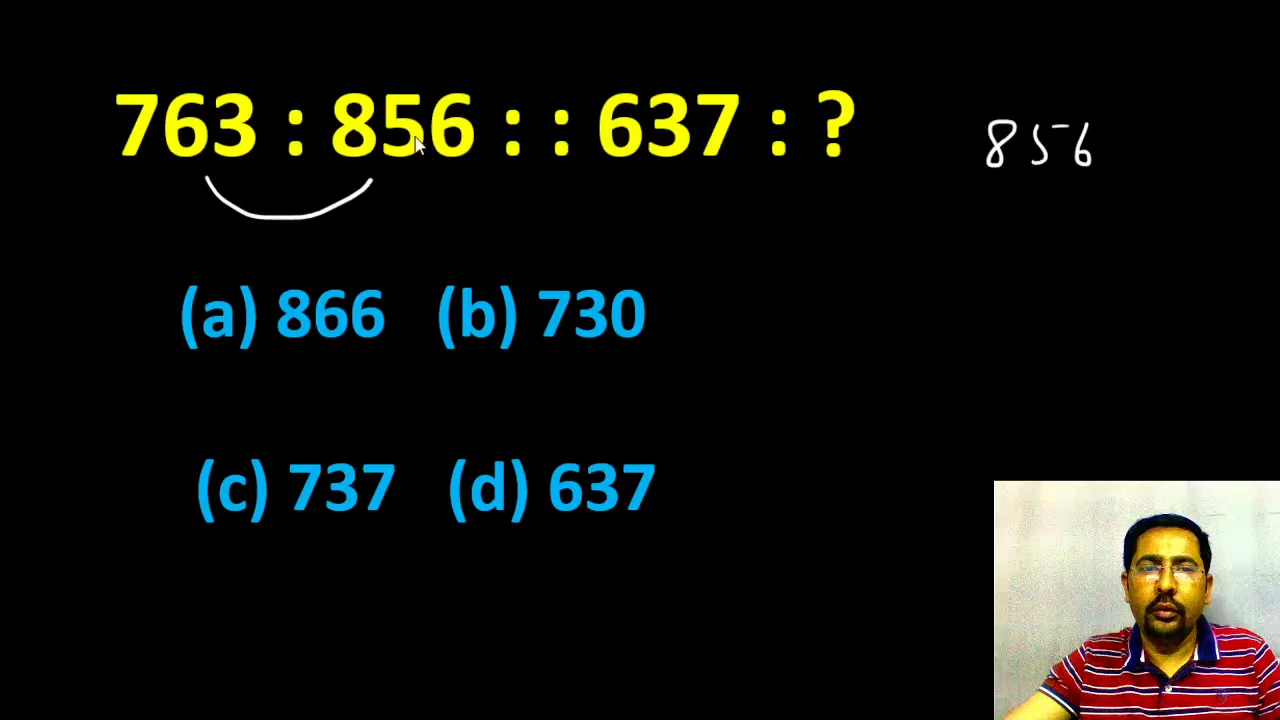 763 : 856 : : 637 : ? 856
(a) 866 (b) 730
(c) 737 (d) 637